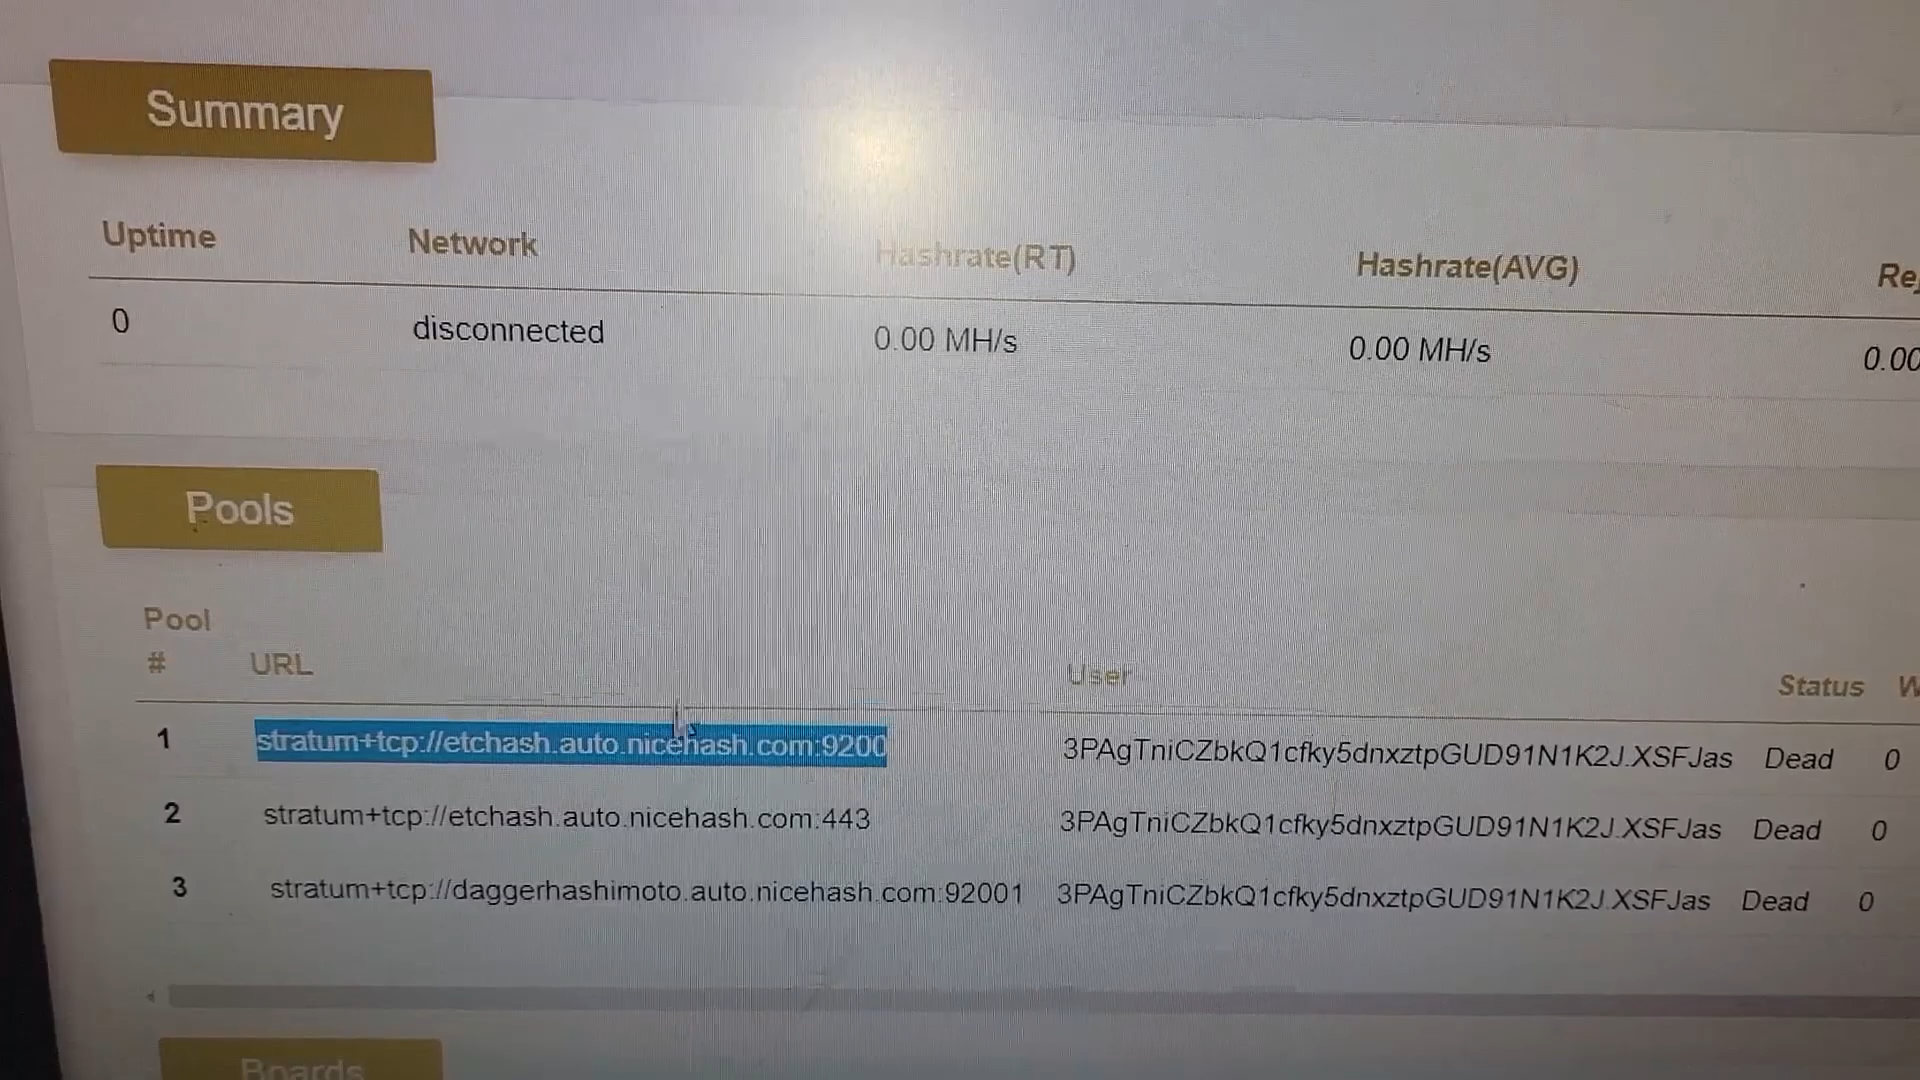 Summary
Uptime Network Hashrate(RT) Hashrate(AVG)
0 disconnected 0.00 MH/s 0.00 MH/s 0.00
Pools
Pool
# URL User Status
1 stratum+tcp://etchash.auto.nicehash.com:9200 3PAgTniCZbkQ1cfky5dnxztpGUD91N1K2J.XSFJas Dead 0
2 stratum+tcp://etchash.auto.nicehash.com:443 3PAgTniCZbkQ1cfky5dnxztpGUD91N1K2J.XSFJas Dead 0
3 stratum+tcp://daggerhashimoto.auto.nicehash.com:92001 3PAgTniCZbkQ1cfky5dnxztpGUD91N1K2J.XSFJas Dead 0
Boards